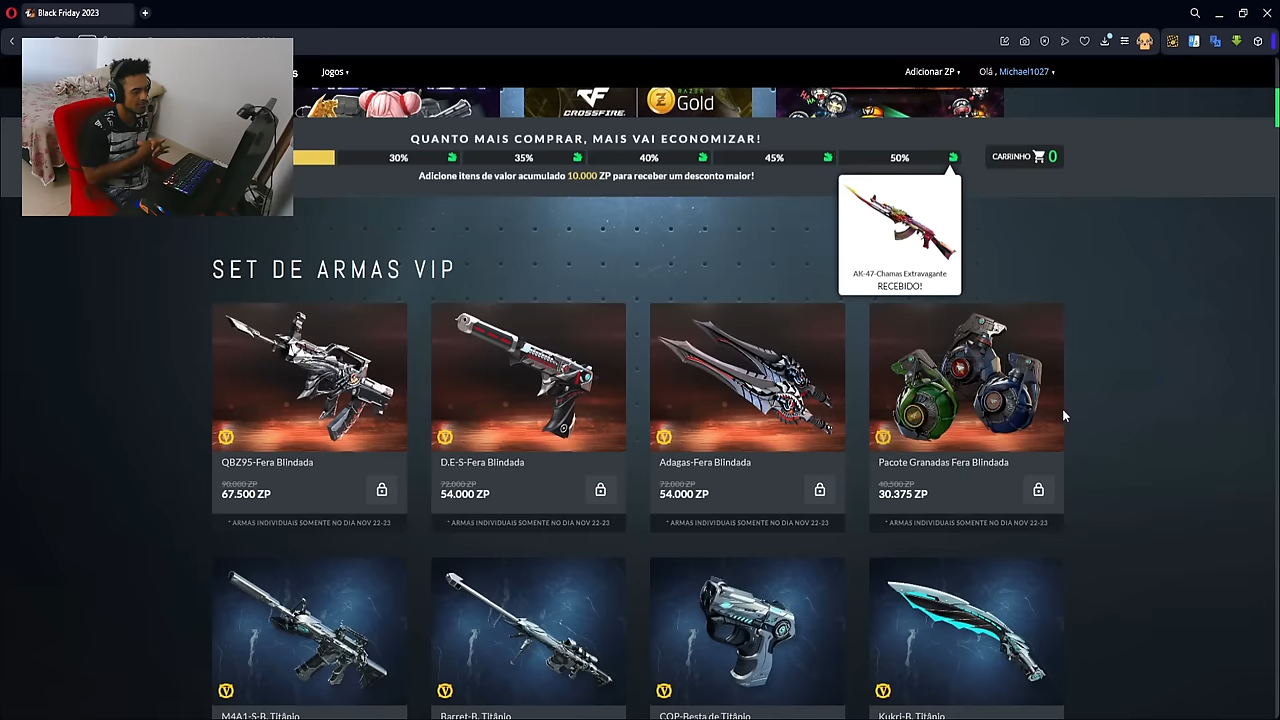 Black Friday 2023
s
Jogos
Adicionar ZP
Olá , Michael1027
CROSSFIRE
RAZER
Gold
QUANTO MAIS COMPRAR, MAIS VAI ECONOMIZAR!
30%
35%
40%
45%
50%
CARRINHO 0
Adicione itens de valor acumulado 10.000 ZP para receber um desconto maior!
AK-47-Chamas Extravagante
RECEBIDO!
SET DE ARMAS VIP
QBZ95-Fera Blindada
90.000 ZP
67.500 ZP
* ARMAS INDIVIDUAIS SOMENTE NO DIA NOV 22-23
D.E-S-Fera Blindada
72.000 ZP
54.000 ZP
* ARMAS INDIVIDUAIS SOMENTE NO DIA NOV 22-23
Adagas-Fera Blindada
72.000 ZP
54.000 ZP
* ARMAS INDIVIDUAIS SOMENTE NO DIA NOV 22-23
Pacote Granadas Fera Blindada
40.500 ZP
30.375 ZP
* ARMAS INDIVIDUAIS SOMENTE NO DIA NOV 22-23
M4A1-S-B. Titânio
Barret-B. Titânio
COP-Besta de Titânio
Kukri-B. Titânio